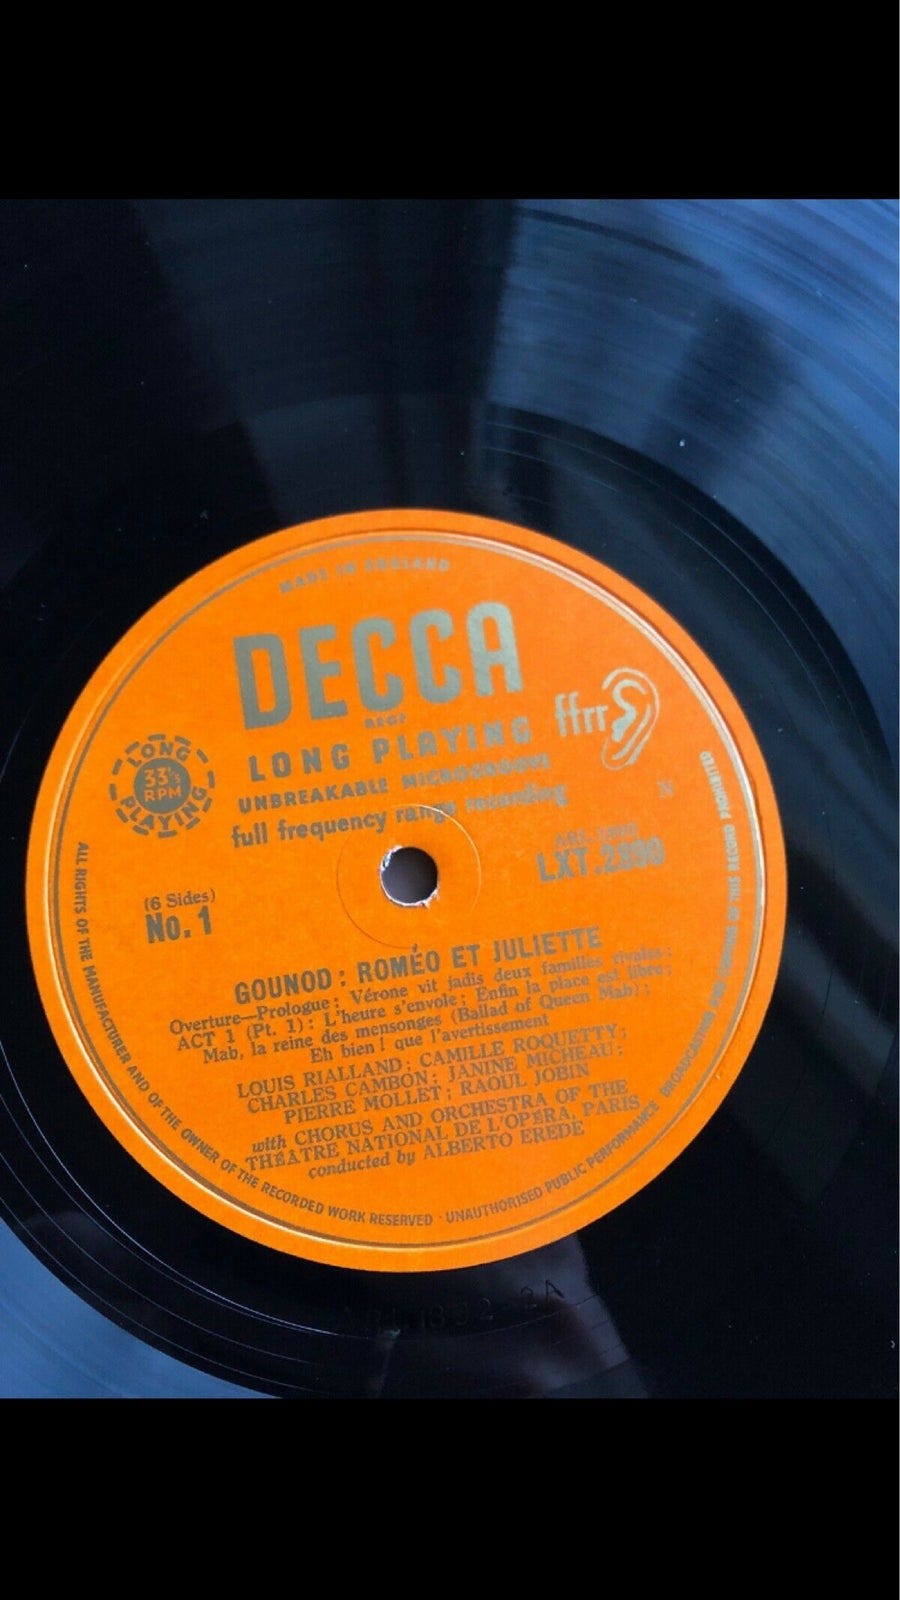 MADE IN ENGLAND
DECCA
REGD
LONG PLAYING
UNBREAKABLE MICROGROOVE
full frequency range recording
ffrr
LONG
33⅓
RPM
PLAYING
N
LXT.2890
(6 Sides)
No. 1
GOUNOD: ROMÉO ET JULIETTE
Overture—Prologue; Vérone vit jadis deux familles rivales;
ACT 1 (Pt. 1): L'heure s'envole; Enfin la place est libre;
Mab, la reine des mensonges (Ballad of Queen Mab);
Eh bien! que l'avertissement
LOUIS RIALLAND; CAMILLE ROQUETTY;
CHARLES CAMBON; JANINE MICHEAU;
PIERRE MOLLET; RAOUL JOBIN
with CHORUS AND ORCHESTRA OF THE
THÉATRE NATIONAL DE L'OPÉRA, PARIS
conducted by ALBERTO EREDE
ALL RIGHTS OF THE MANUFACTURER AND OF THE OWNER OF THE RECORDED WORK RESERVED · UNAUTHORISED PUBLIC PERFORMANCE BROADCASTING AND COPYING OF THIS RECORD PROHIBITED